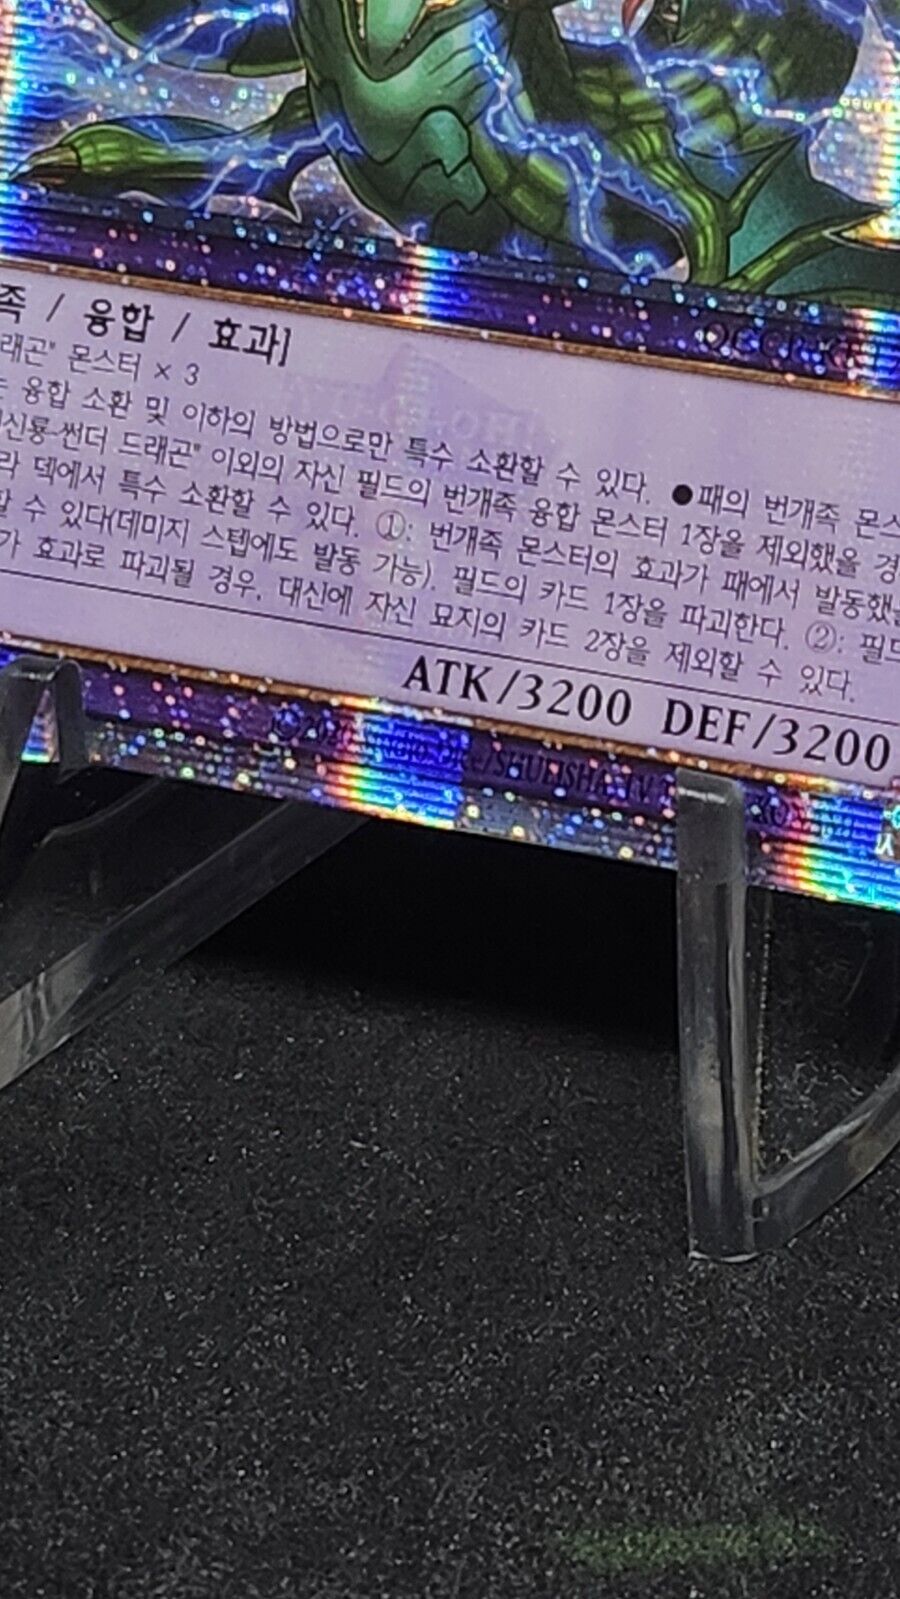 족 / 융합 / 효과]
래곤" 몬스터 × 3
융합 소환 및 이하의 방법으로만 특수 소환할 수 있다. ●패의 번개족 몬스
신룡-썬더 드래곤" 이외의 자신 필드의 번개족 융합 몬스터 1장을 제외했을 경
덱에서 특수 소환할 수 있다. ①: 번개족 몬스터의 효과가 패에서 발동했을
할 수 있다(데미지 스텝에도 발동 가능). 필드의 카드 1장을 파괴한다. ②: 필드
가 효과로 파괴될 경우, 대신에 자신 묘지의 카드 2장을 제외할 수 있다.
ATK/3200 DEF/3200